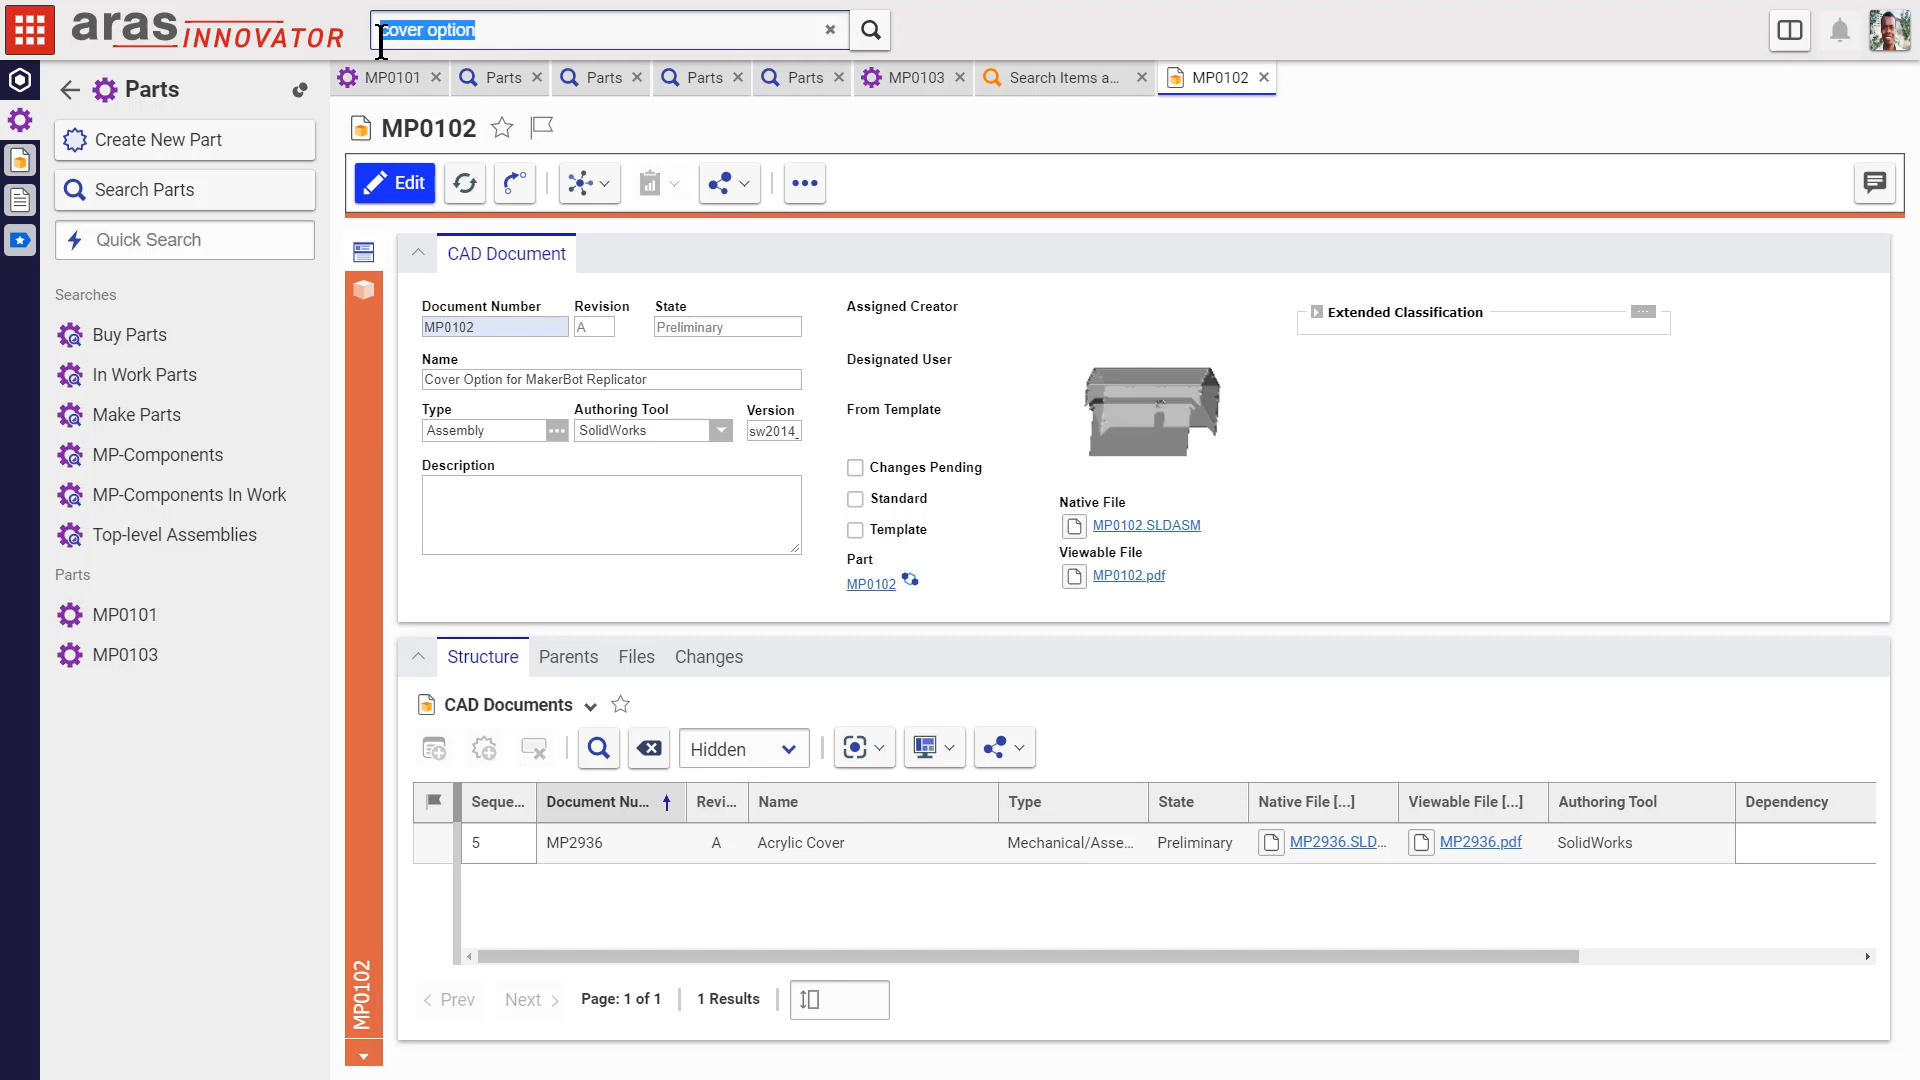 aras INNOVATOR
cover option
Parts
MP0101
Parts
Parts
Parts
Parts
MP0103
Search Items a...
MP0102
Create New Part
Search Parts
Quick Search
Searches
Buy Parts
In Work Parts
Make Parts
MP-Components
MP-Components In Work
Top-level Assemblies
Parts
MP0101
MP0103
MP0102
Edit
CAD Document
Document Number Revision State
MP0102 A Preliminary
Name
Cover Option for MakerBot Replicator
Type Authoring Tool Version
Assembly SolidWorks sw2014_
Description
Assigned Creator
Designated User
From Template
Changes Pending
Standard
Template
Part
MP0102
Native File
MP0102.SLDASM
Viewable File
MP0102.pdf
Extended Classification
MP0102
Structure Parents Files Changes
CAD Documents
Hidden
Seque... Document Nu... Revi... Name Type State Native File [...] Viewable File [...] Authoring Tool Dependency
5 MP2936 A Acrylic Cover Mechanical/Asse... Preliminary MP2936.SLD... MP2936.pdf SolidWorks
Prev Next Page: 1 of 1 1 Results